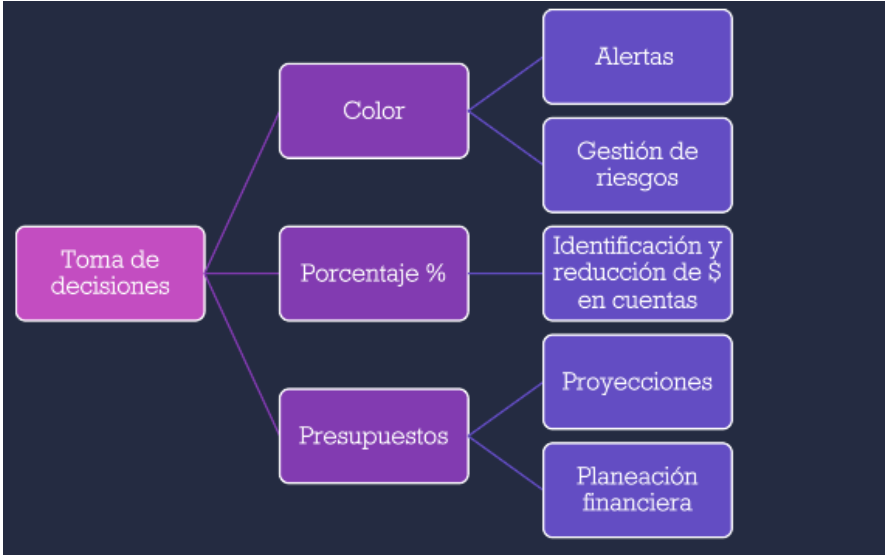 Toma de
decisiones
Color
Alertas
Gestión de
riesgos
Porcentaje %
Identificación y
reducción de $
en cuentas
Presupuestos
Proyecciones
Planeación
financiera